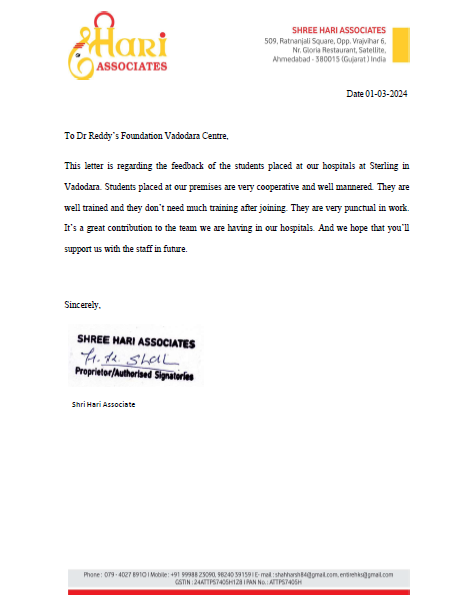 Hari
ASSOCIATES
SHREE HARI ASSOCIATES
509, Ratnanjali Square, Opp. Vrajvihar 6,
Nr. Gloria Restaurant, Satellite,
Ahmedabad - 380015 (Gujarat) India
Date 01-03-2024
To Dr Reddy's Foundation Vadodara Centre,
This letter is regarding the feedback of the students placed at our hospitals at Sterling in
Vadodara. Students placed at our premises are very cooperative and well mannered. They are
well trained and they don't need much training after joining. They are very punctual in work.
It's a great contribution to the team we are having in our hospitals. And we hope that you'll
support us with the staff in future.
Sincerely,
SHREE HARI ASSOCIATES
Proprietor/Authorised Signatories
Shri Hari Associate
Phone : 079 - 4027 8910 I Mobile : +91 99988 23090, 98240 39159 I E- mail : shahharsh84@gmail.com, entirehks@gmail.com
GSTIN : 24ATTPS7405H1Z8 I PAN No.: ATTPS7405H